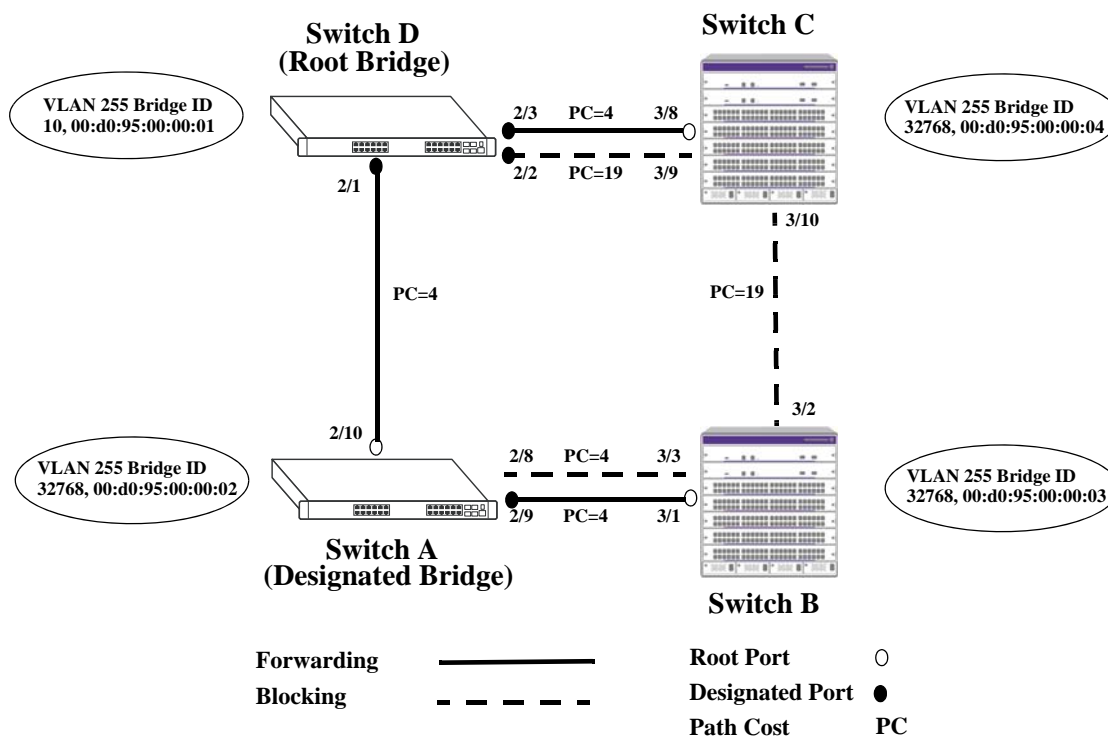 Switch D
(Root Bridge)
Switch C
VLAN 255 Bridge ID
10, 00:d0:95:00:00:01
2/3 PC=4 3/8
2/2 PC=19 3/9
VLAN 255 Bridge ID
32768, 00:d0:95:00:00:04
2/1
3/10
PC=4
PC=19
2/10
3/2
VLAN 255 Bridge ID
32768, 00:d0:95:00:00:02
2/8 PC=4 3/3
2/9 PC=4 3/1
VLAN 255 Bridge ID
32768, 00:d0:95:00:00:03
Switch A
(Designated Bridge)
Switch B
Forwarding
Blocking
Root Port
Designated Port
Path Cost PC